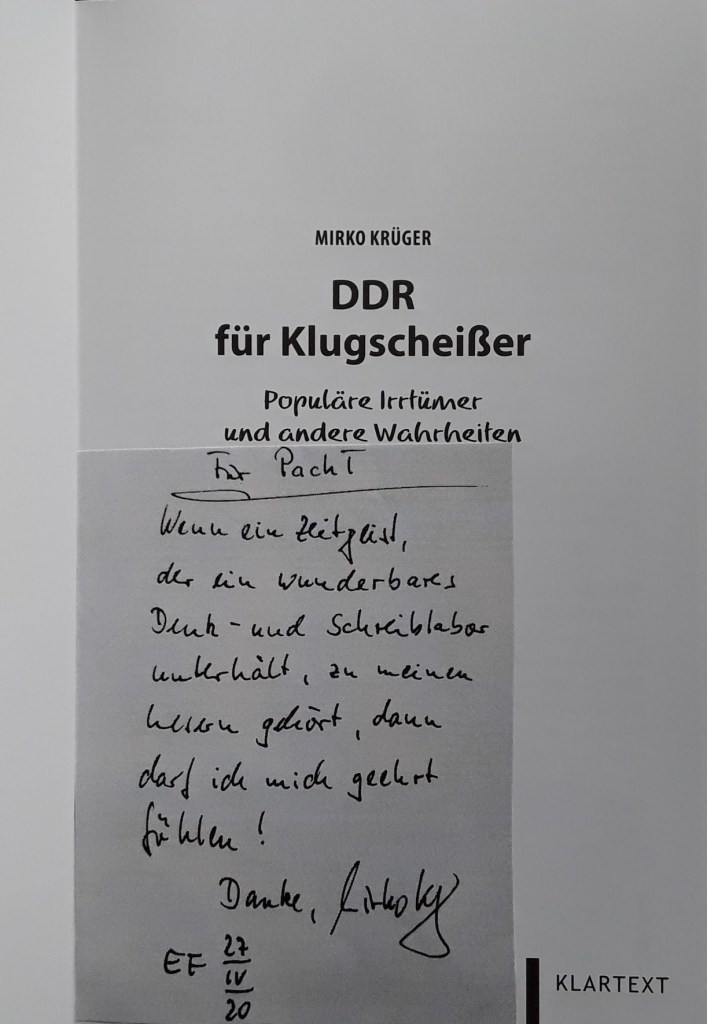 MIRKO KRÜGER
DDR
für Klugscheißer
Populäre Irrtümer
und andere Wahrheiten
Für PachT
Wenn ein Zeitgeist,
der ein wunderbares
Denk- und Schreiblabor
unterhält, zu meinen
Lesern gehört, dann
darf ich mich geehrt
fühlen!
Danke,
EF 27
IV
20
KLARTEXT